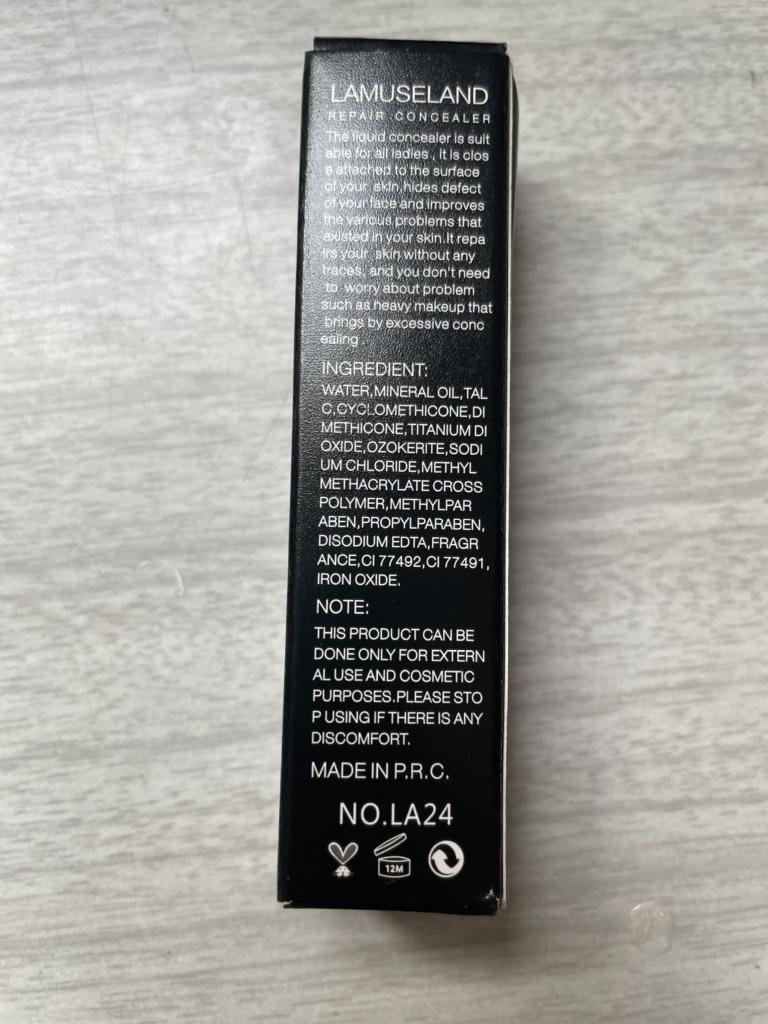 LAMUSELAND
REPAIR CONCEALER
The liquid concealer is suit
able for all ladies , It is clos
e attached to the surface
of your skin,hides defect
of your face and improves
the various problems that
existed in your skin.It repa
irs your skin without any
traces, and you don't need
to worry about problem
such as heavy makeup that
brings by excessive conc
ealing .
INGREDIENT:
WATER,MINERAL OIL,TAL
C,CYCLOMETHICONE,DI
METHICONE,TITANIUM DI
OXIDE,OZOKERITE,SODI
UM CHLORIDE,METHYL
METHACRYLATE CROSS
POLYMER,METHYLPAR
ABEN,PROPYLPARABEN,
DISODIUM EDTA,FRAGR
ANCE,CI 77492,CI 77491,
IRON OXIDE.
NOTE:
THIS PRODUCT CAN BE
DONE ONLY FOR EXTERN
AL USE AND COSMETIC
PURPOSES.PLEASE STO
P USING IF THERE IS ANY
DISCOMFORT.
MADE IN P.R.C.
NO.LA24
12M